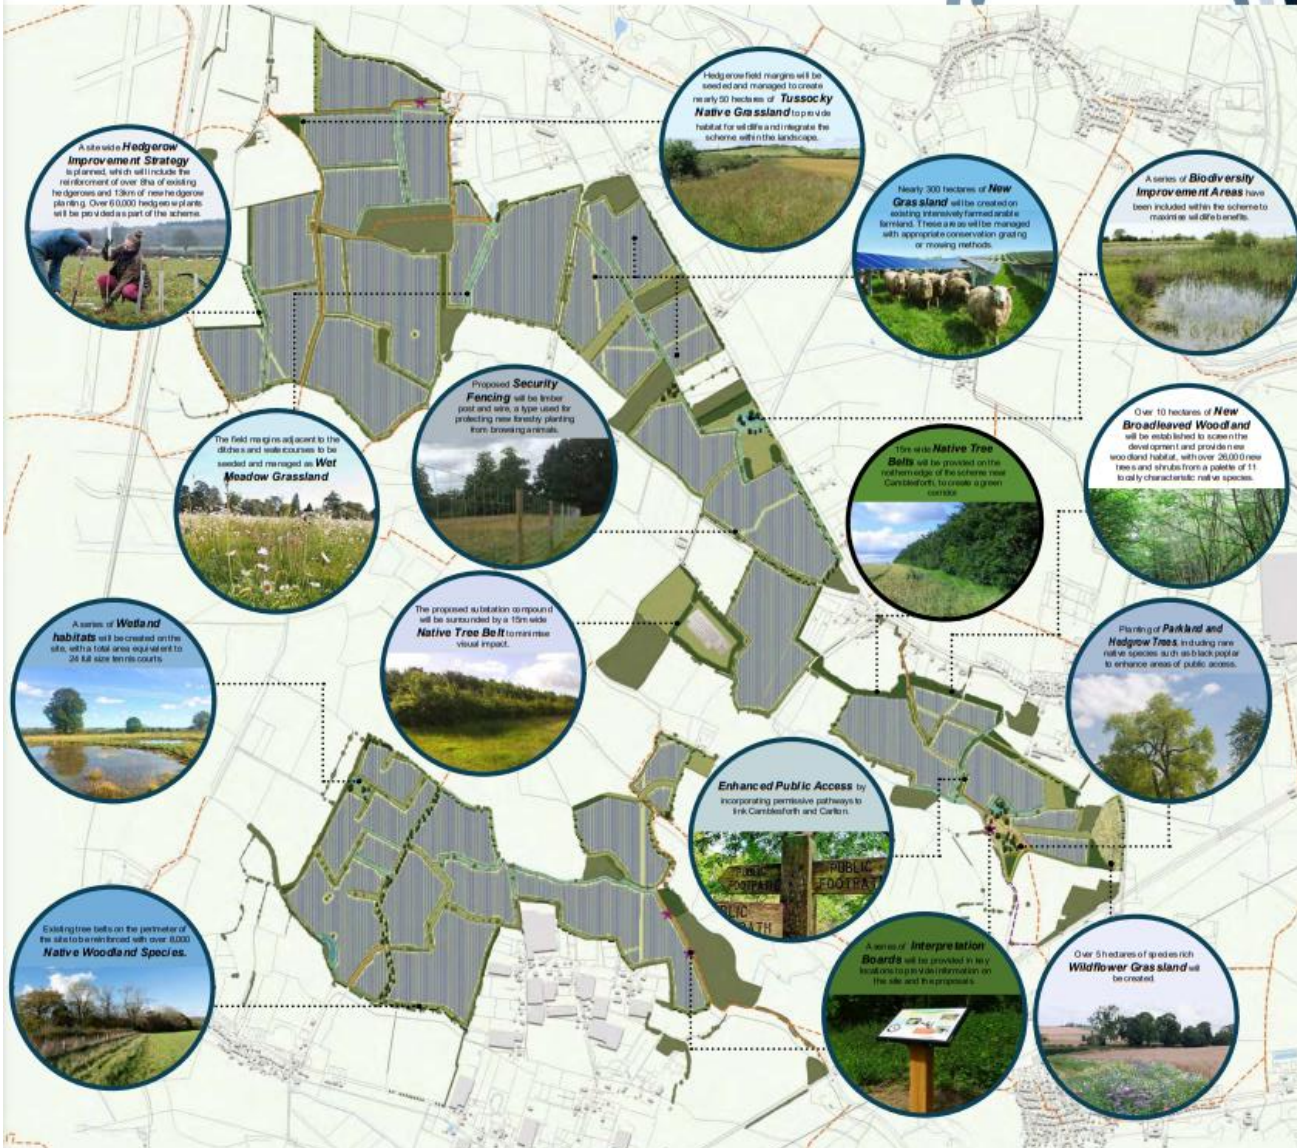 Hedgerow field margins will be
seeded and managed to create
nearly 50 hectares of Tussocky
Native Grassland to provide
habitat for wildlife and integrate the
scheme within the landscape.
A site wide Hedgerow
Improvement Strategy
is planned, which will include the
reinforcment of over 8ha of existing
hedgerows and 13km of new hedgerow
planting. Over 60,000 hedgerow plants
will be provided as part of the scheme.
Nearly 300 hectares of New
Grassland will be created on
existing intensively farmed arable
farmland. These areas will be managed
with appropriate conservation grazing
or mowing methods.
A series of Biodiversity
Improvement Areas have
been included within the scheme to
maximise wildlife benefits.
Proposed Security
Fencing will be timber
post and wire, a type used for
protecting new forestry planting
from browsing animals.
The field margins adjacent to the
ditches and watercourses to be
seeded and managed as Wet
Meadow Grassland
15m wide Native Tree
Belts will be provided on the
northern edge of the scheme near
Camblesforth, to create a green
corridor
Over 10 hectares of New
Broadleaved Woodland
will be established to screen the
development and provide new
woodland habitat, with over 26,000 new
trees and shrubs from a palette of 11
locally characteristic native species.
A series of Wetland
habitats will be created on the
site, with a total area equivalent to
24 full size tennis courts.
The proposed substation compound
will be surrounded by a 15m wide
Native Tree Belt to minimise
visual impact.
Planting of Parkland and
Hedgrow Trees, including rare
native species such as black poplar
to enhance areas of public access.
Enhanced Public Access by
incorporating permissive pathways to
link Camblesforth and Carlton.
PUBLIC
FOOTPATH
PUBLIC
FOOTPAT
BLIC
PATH
Existing tree belts on the perimeter of
the site to be reinforced with over 8,000
Native Woodland Species.
A series of Interpretation
Boards will be provided in key
locations to provide information on
the site and the proposals
Over 5 hectares of species rich
Wildflower Grassland will
be created.